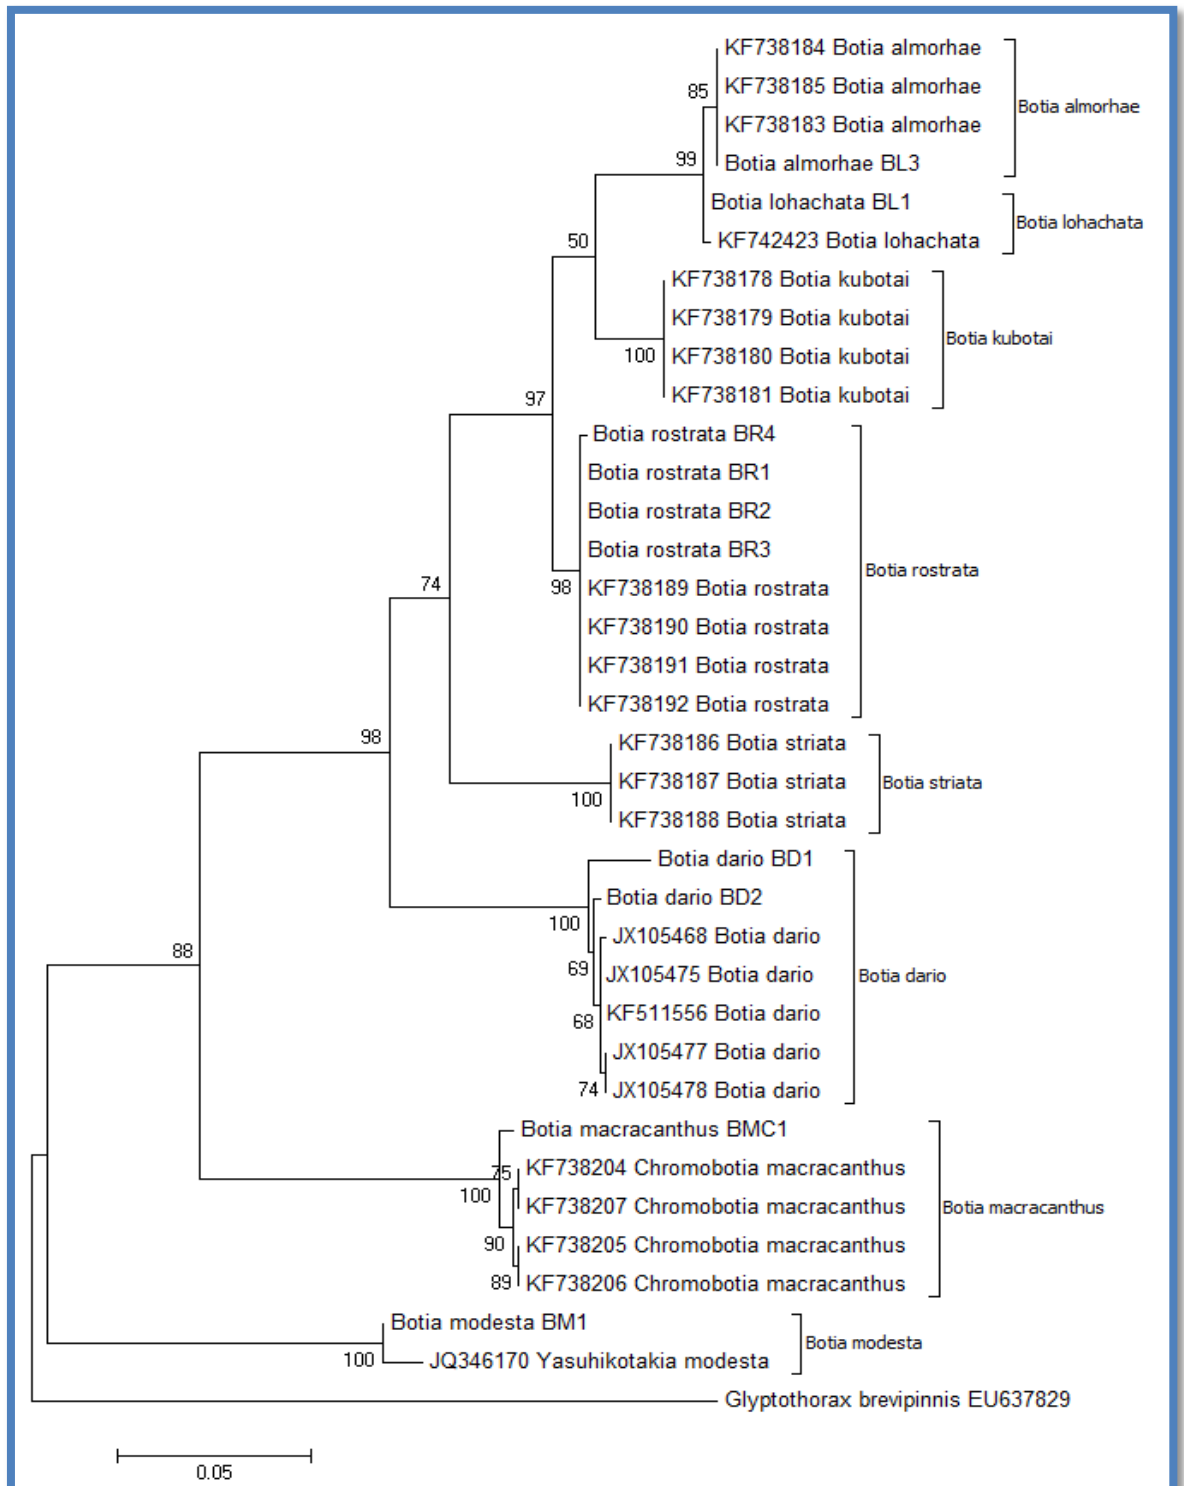 KF738184 Botia almorhae
KF738185 Botia almorhae
85
Botia almorhae
KF738183 Botia almorhae
99
Botia almorhae BL3
Botia lohachata BL1
Botia lohachata
50
KF742423 Botia lohachata
KF738178 Botia kubotai
KF738179 Botia kubotai
Botia kubotai
100
KF738180 Botia kubotai
97
KF738181 Botia kubotai
Botia rostrata BR4
Botia rostrata BR1
Botia rostrata BR2
Botia rostrata BR3
Botia rostrata
74
98
KF738189 Botia rostrata
KF738190 Botia rostrata
KF738191 Botia rostrata
KF738192 Botia rostrata
98
KF738186 Botia striata
KF738187 Botia striata
Botia striata
100
KF738188 Botia striata
Botia dario BD1
Botia dario BD2
100
JX105468 Botia dario
88
69
JX105475 Botia dario
Botia dario
68
KF511556 Botia dario
JX105477 Botia dario
74
JX105478 Botia dario
Botia macracanthus BMC1
75
KF738204 Chromobotia macracanthus
100
KF738207 Chromobotia macracanthus
Botia macracanthus
90
KF738205 Chromobotia macracanthus
89
KF738206 Chromobotia macracanthus
Botia modesta BM1
Botia modesta
100
JQ346170 Yasuhikotakia modesta
Glyptothorax brevipinnis EU637829
0.05